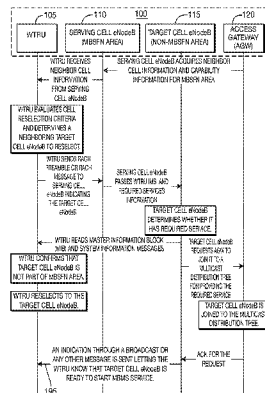 105
110
100
115
120
WTRU
SERVING CELL eNodeB
(MBSFN AREA)
TARGET CELL eNodeB
(NON-MBSFN AREA)
ACCESS
GATEWAY
(AGW)
WTRU RECEIVES
NEIGHBOR CELL
INFORMATION
FROM SERVING
CELL eNodeB
SERVING CELL eNodeB ACQUIRES NEIGHBOR
CELL INFORMATION AND CAPABILITY
INFORMATION FOR MBSFN AREA
WTRU EVALUATES CELL
RESELECTION CRITERIA
AND DETERMINES A
NEIGHBORING TARGET
CELL eNodeB TO RESELECT.
WTRU SENDS RACH
PREAMBLE OR RACH
MESSAGE TO
SERVING CELL
eNodeB INDICATING
THE TARGET CELL
eNodeB
SERVING CELL eNodeB
PASSES WTRU AND
REQUIRED SERVICES
INFORMATION
TARGET CELL eNodeB
DETERMINES WHETHER IT
HAS REQUIRED SERVICE.
WTRU READS MASTER INFORMATION BLOCK
(MIB) AND SYSTEM INFORMATION MESSAGES
TARGET CELL eNodeB
REQUESTS AGW TO
JOIN IT TO A
MULTICAST
DISTRIBUTION TREE
FOR PROVIDING THE
REQUIRED SERVICE
WTRU CONFIRMS THAT
TARGET CELL eNodeB IS
NOT PART OF MBSFN AREA.
WTRU RESELECTS TO THE
TARGET CELL eNodeB.
TARGET CELL eNodeB IS
JOINED TO THE MULTICAST
DISTRIBUTION TREE.
AN INDICATION THROUGH A BROADCAST OR
ANY OTHER MESSAGE IS SENT LETTING THE
WTRU KNOW THAT TARGET CELL eNodeB IS
READY TO START MBMS SERVICE.
ACK FOR THE
REQUEST
195